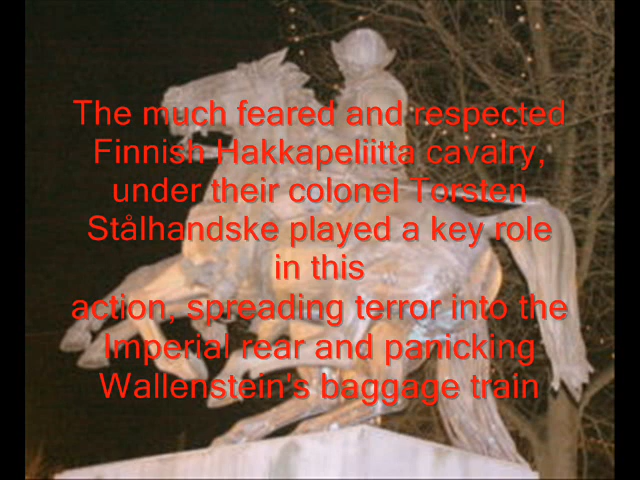 The much feared and respected
Finnish Hakkapeliitta cavalry,
under their colonel Torsten
Stålhandske played a key role
in this
action, spreading terror into the
Imperial rear and panicking
Wallenstein's baggage train